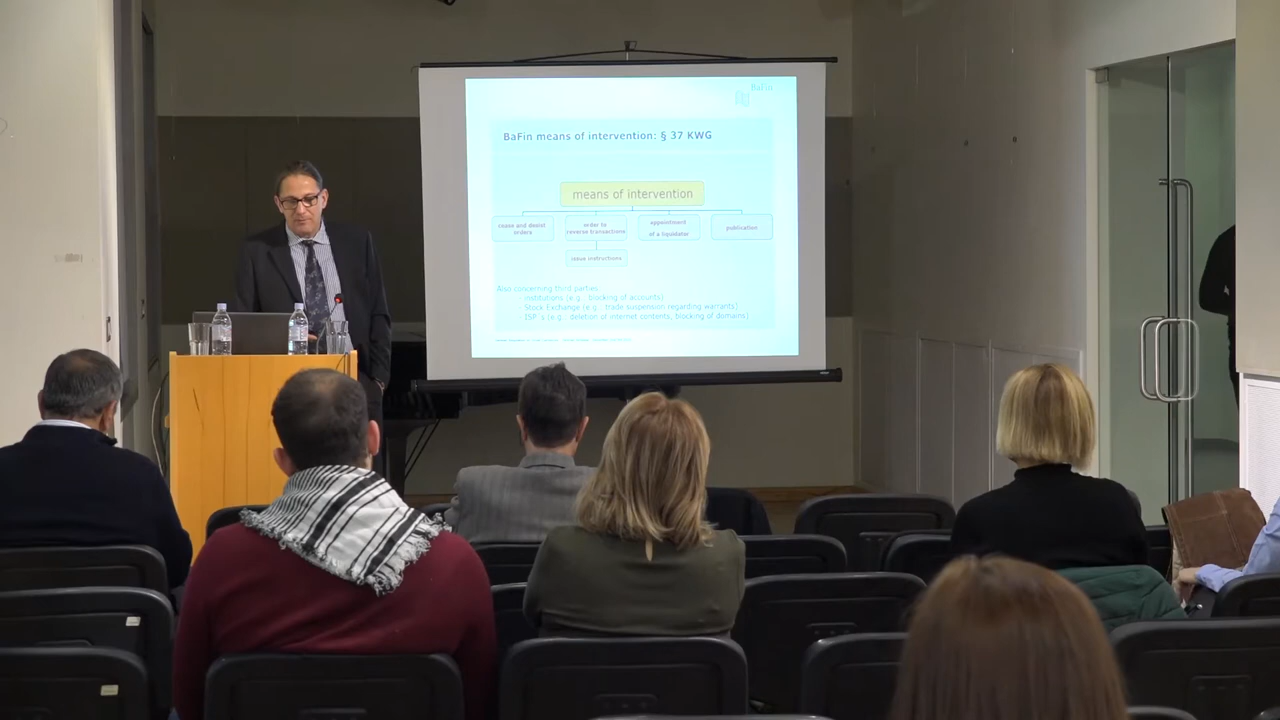 BaFin
BaFin means of intervention: § 37 KWG
means of intervention
cease and desist
orders
order to
reverse transactions
appointment
of a liquidator
publication
issue instructions
Also concerning third parties
- Institutions (e.g., blocking of accounts)
- Stock Exchange (e.g., trade suspension regarding warrants)
- ISP´s (e.g., deletion of internet contents, blocking of domains)